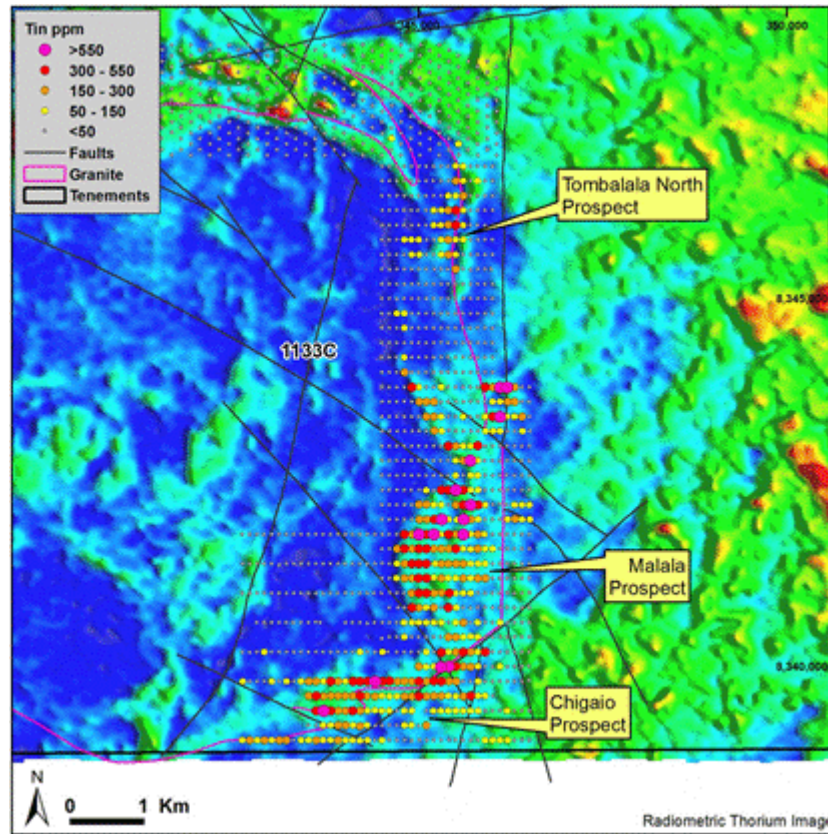 Tin ppm
>550
300 - 550
150 - 300
50 - 150
<50
Faults
Granite
Tenements
345,000
350,000
Tombalala North
Prospect
8,345,000
1133C
Malala
Prospect
8,340,000
Chigaio
Prospect
N
0 1 Km
Radiometric Thorium Image